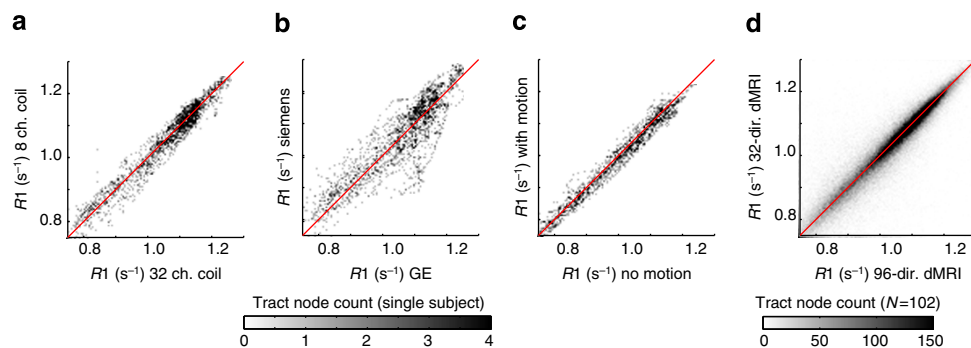 a
R1 (s⁻¹) 8 ch. coil
1.2
1.0
0.8
0.8 1.0 1.2
R1 (s⁻¹) 32 ch. coil
b
R1 (s⁻¹) siemens
0.8 1.0 1.2
R1 (s⁻¹) GE
c
R1 (s⁻¹) with motion
0.8 1.0 1.2
R1 (s⁻¹) no motion
d
R1 (s⁻¹) 32-dir. dMRI
1.2
1.0
0.8
0.8 1.0 1.2
R1 (s⁻¹) 96-dir. dMRI
Tract node count (single subject)
0 1 2 3 4
Tract node count (N=102)
0 50 100 150